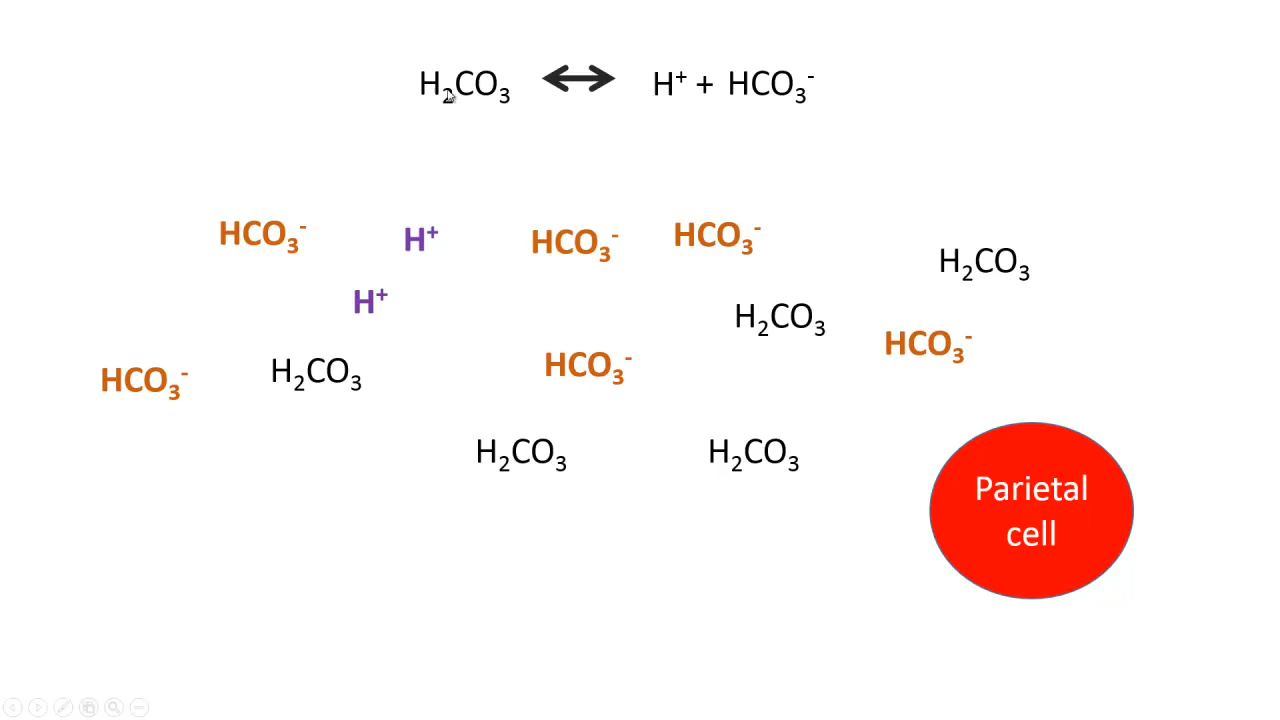 H₂CO₃ ↔ H⁺ + HCO₃⁻
HCO₃⁻ H⁺ HCO₃⁻ HCO₃⁻
H₂CO₃
H⁺
H₂CO₃
HCO₃⁻
HCO₃⁻ H₂CO₃ HCO₃⁻
H₂CO₃ H₂CO₃
Parietal
cell